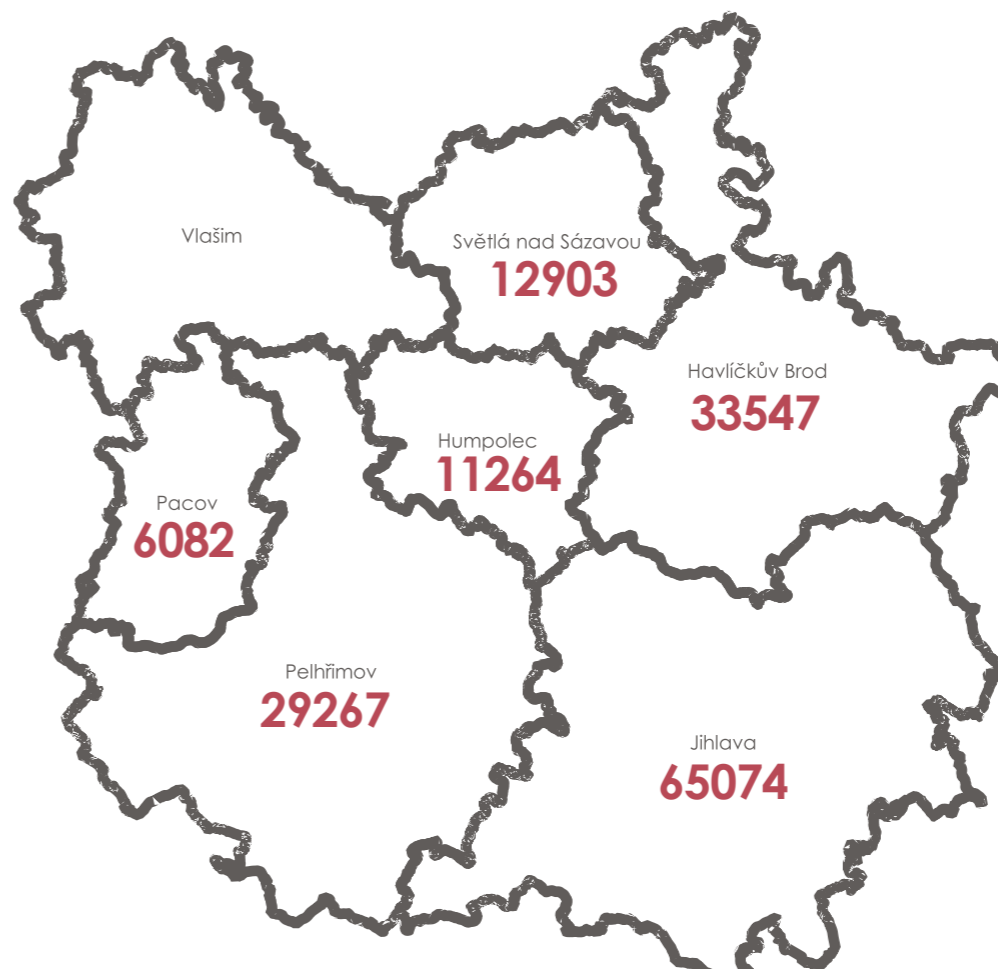 Vlašim
Světlá nad Sázavou
12903
Havlíčkův Brod
33547
Humpolec
11264
Pacov
6082
Pelhřimov
29267
Jihlava
65074